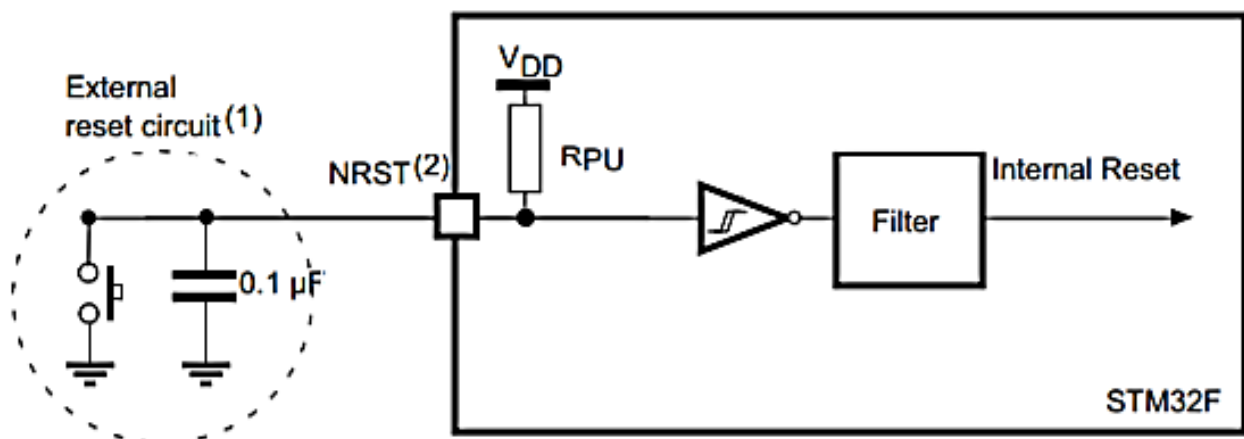 External
reset circuit(1)
NRST(2)
VDD
RPU
0.1 μF
Filter
Internal Reset
STM32F